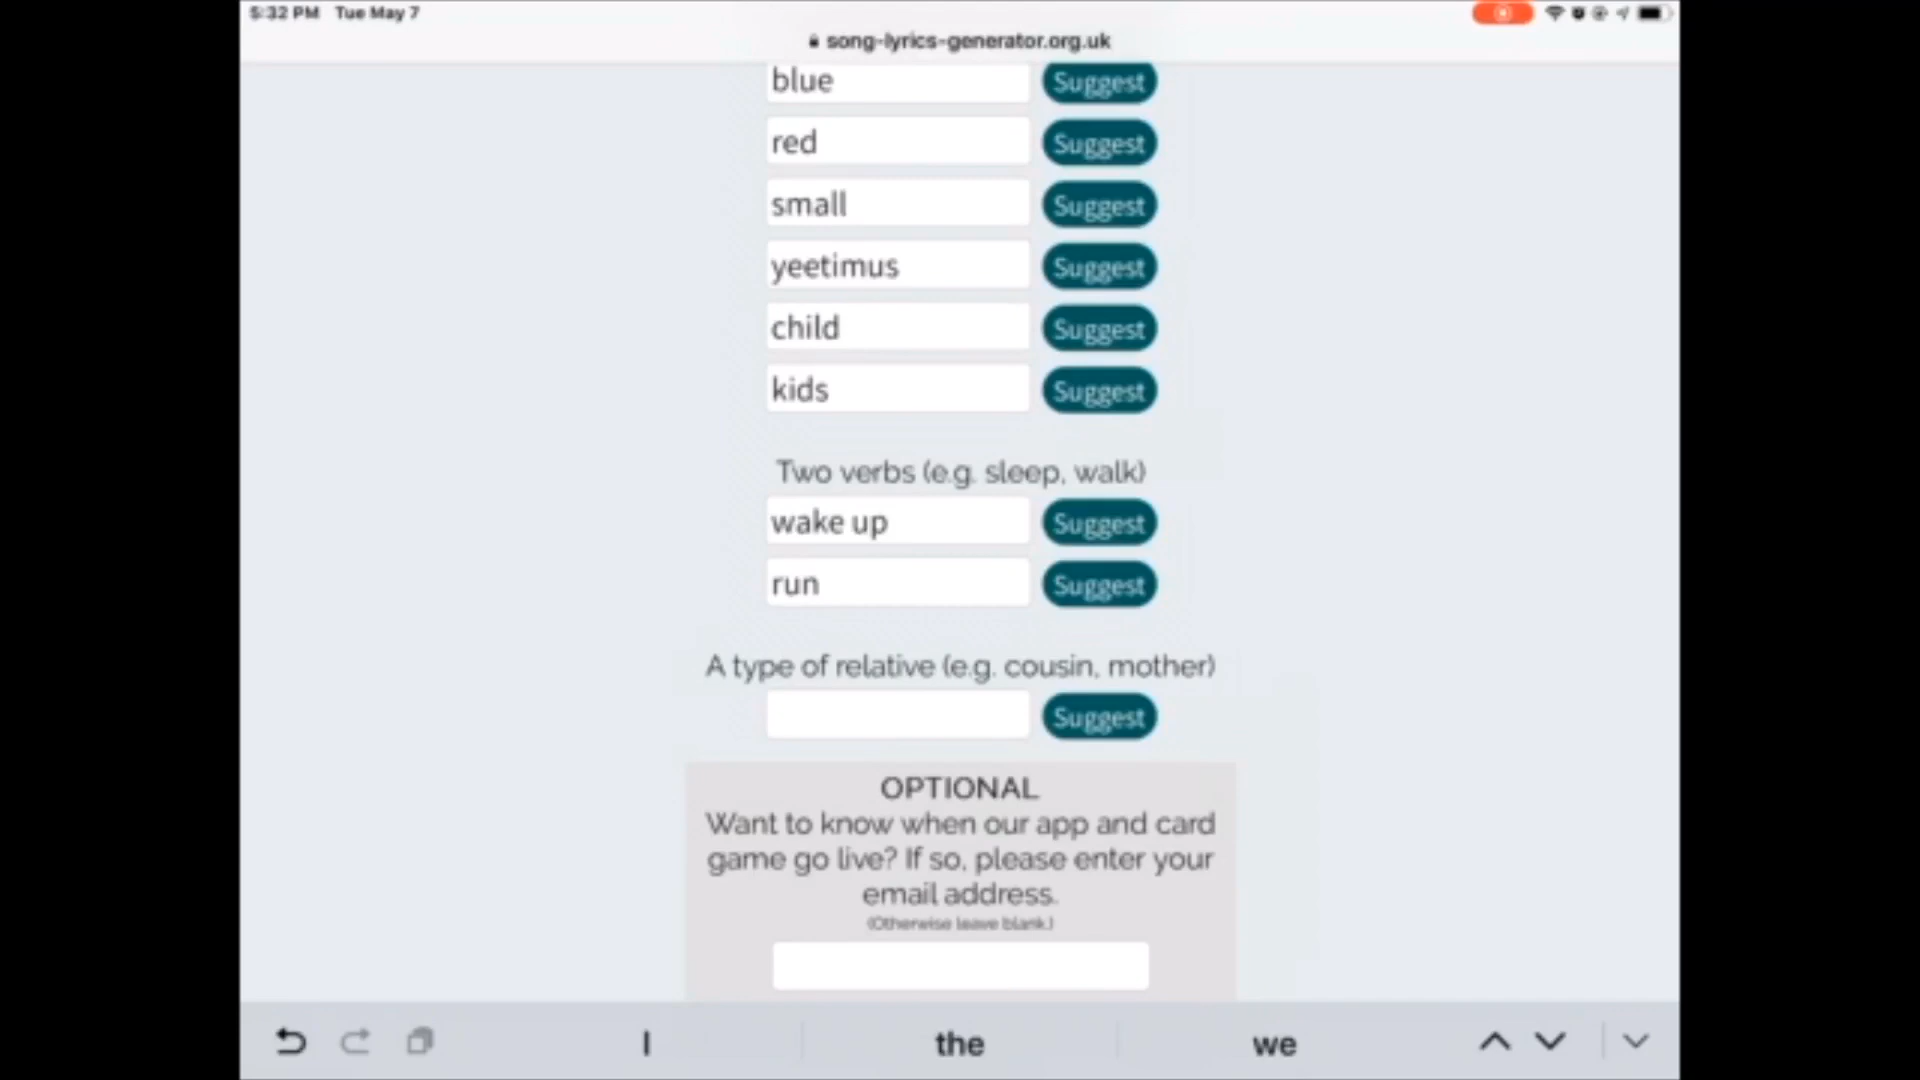 5:32 PM Tue May 7
song-lyrics-generator.org.uk
blue Suggest
red Suggest
small Suggest
yeetimus Suggest
child Suggest
kids Suggest
Two verbs (e.g. sleep, walk)
wake up Suggest
run Suggest
A type of relative (e.g. cousin, mother)
Suggest
OPTIONAL
Want to know when our app and card
game go live? If so, please enter your
email address.
(Otherwise leave blank.)
I the we